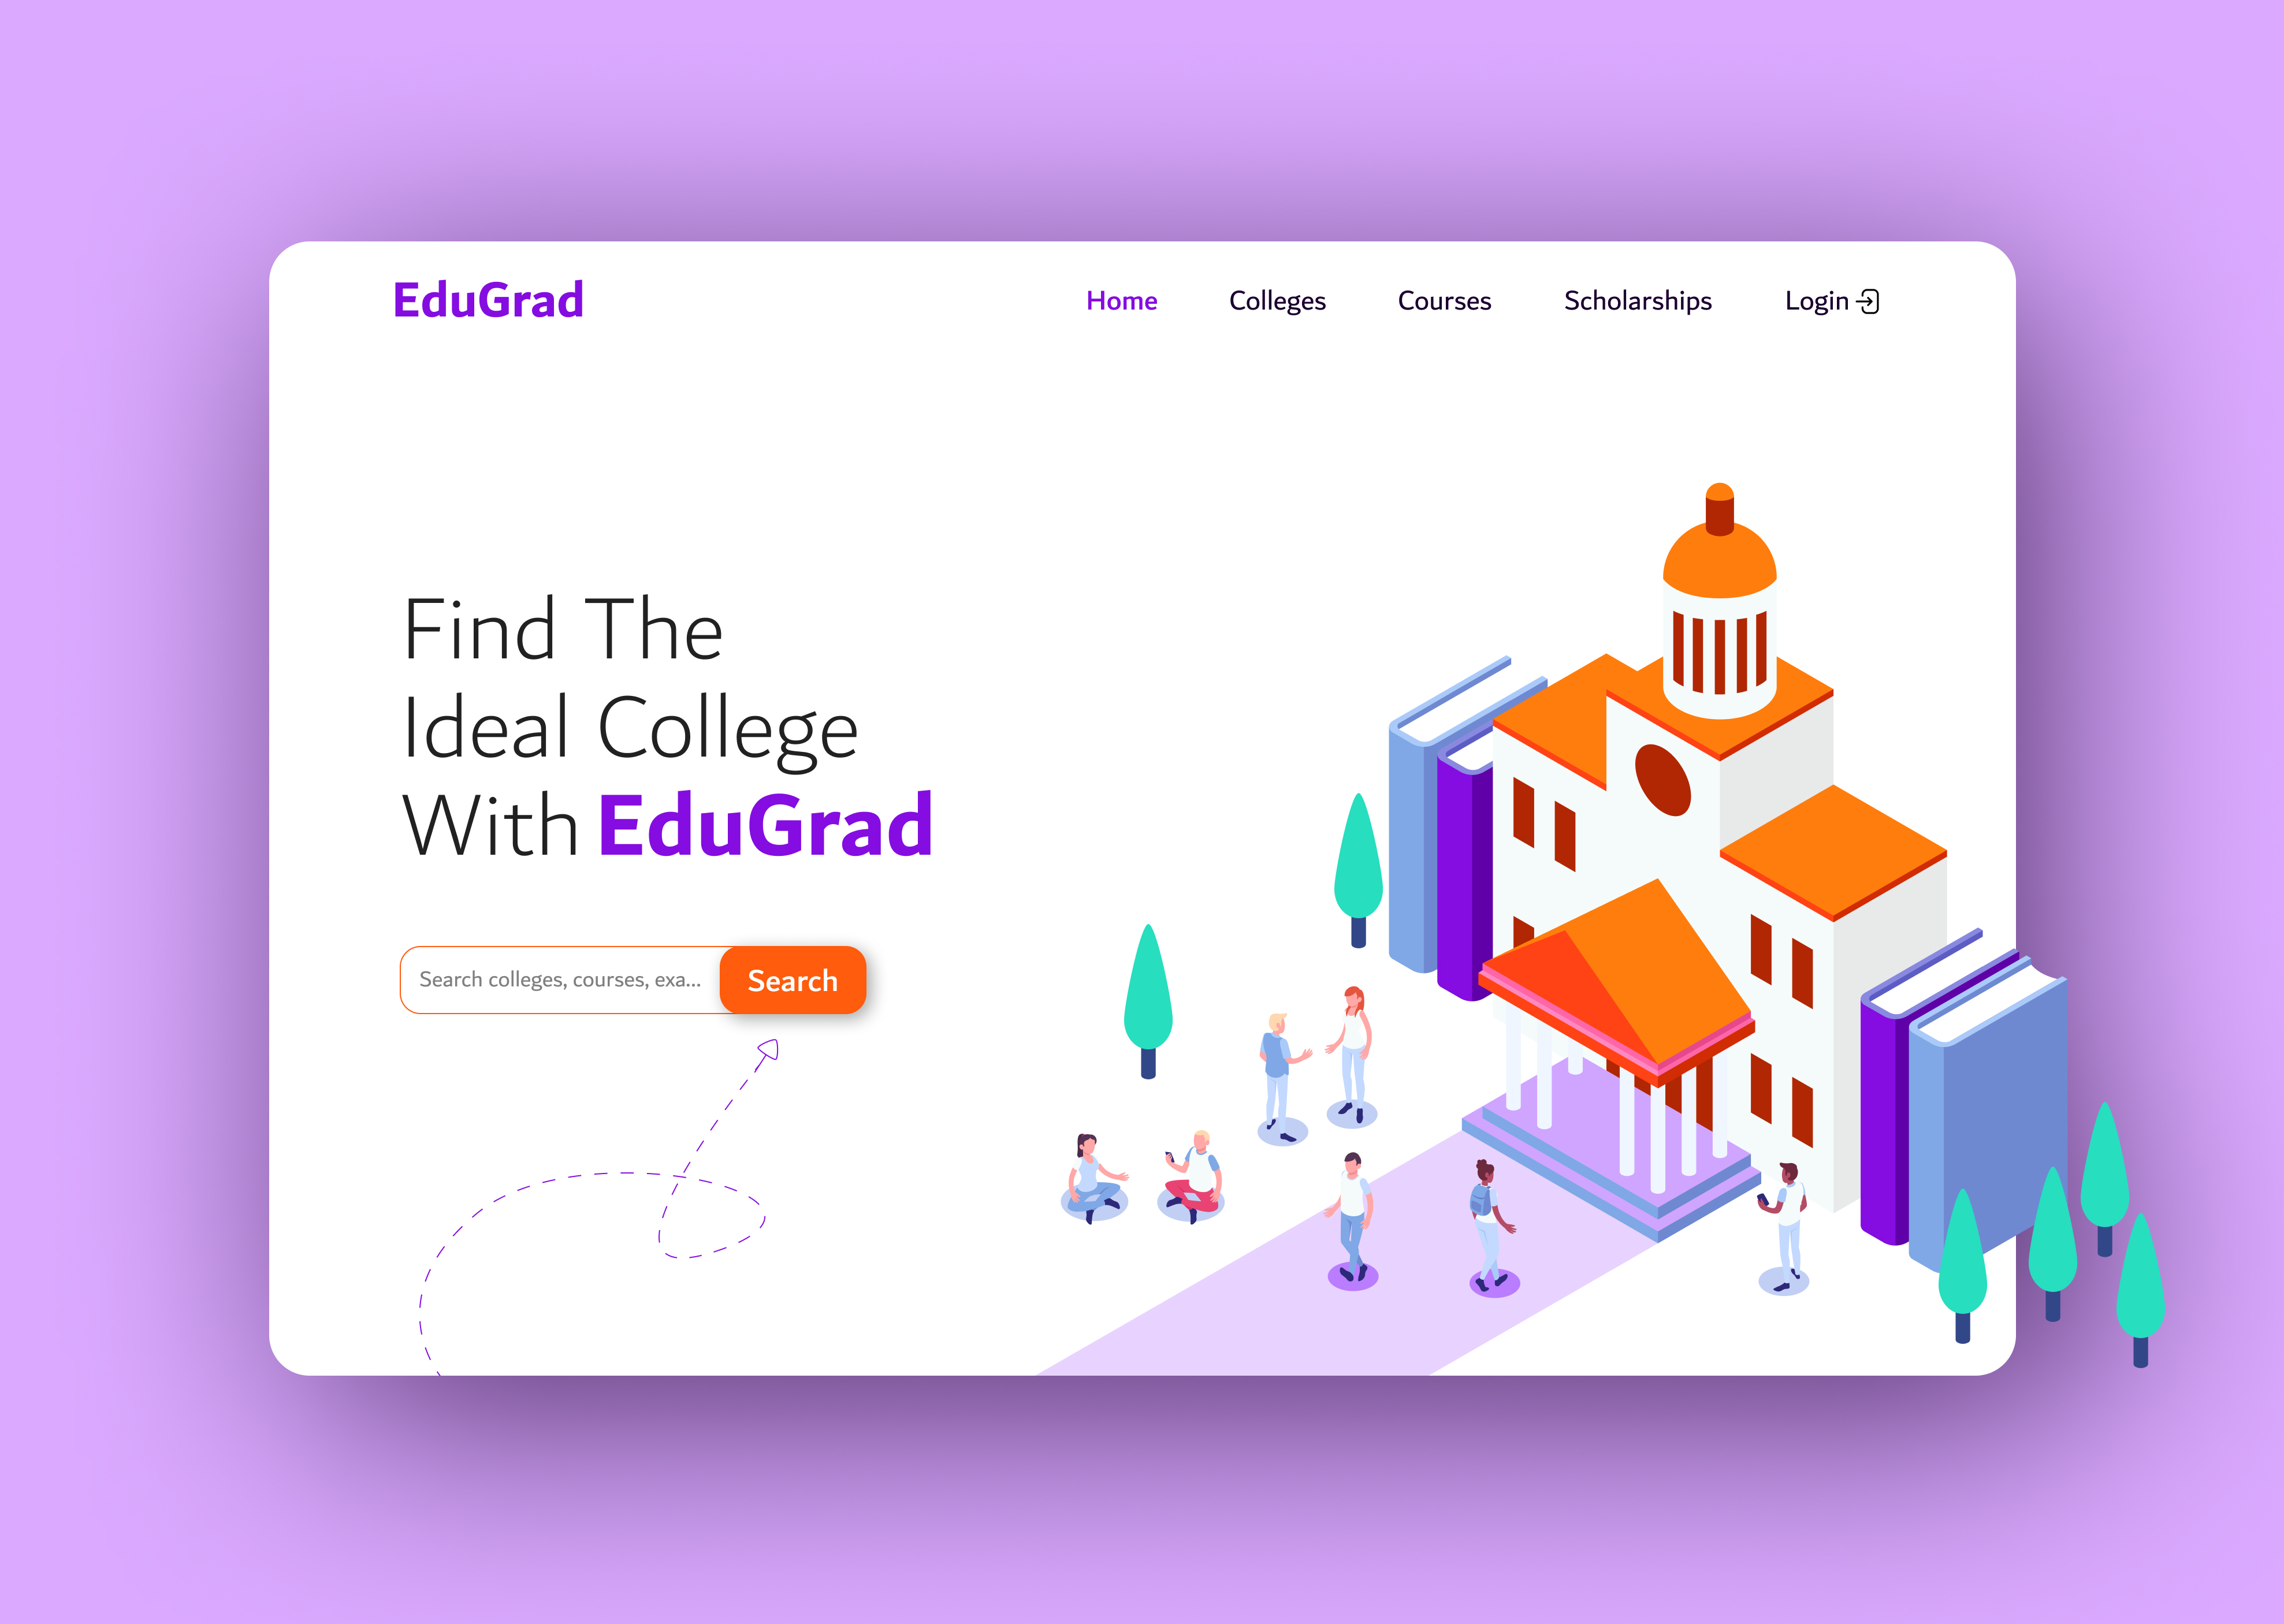 EduGrad
Home Colleges Courses Scholarships Login
Find The
Ideal College
With EduGrad
Search colleges, courses, exa... Search